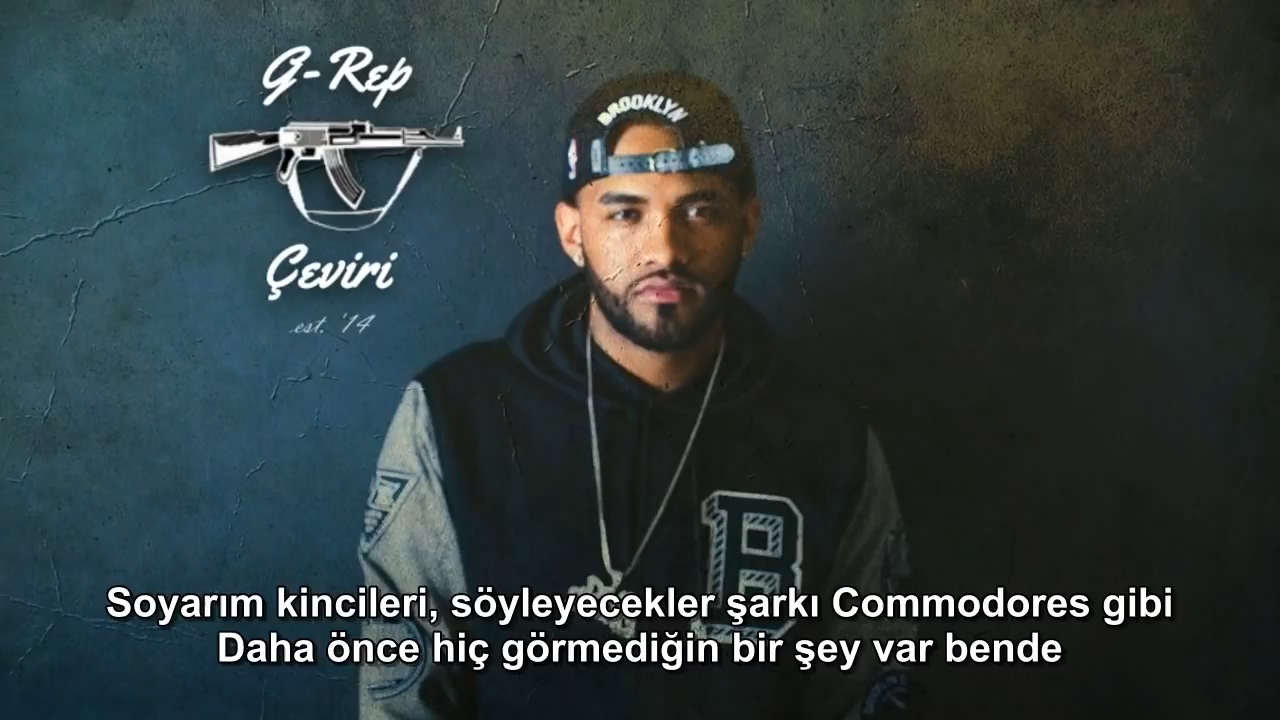 G-Rep
Çeviri
est. '14
BROOKLYN
B
Soyarım kincileri, söyleyecekler şarkı Commodores gibi
Daha önce hiç görmediğin bir şey var bende